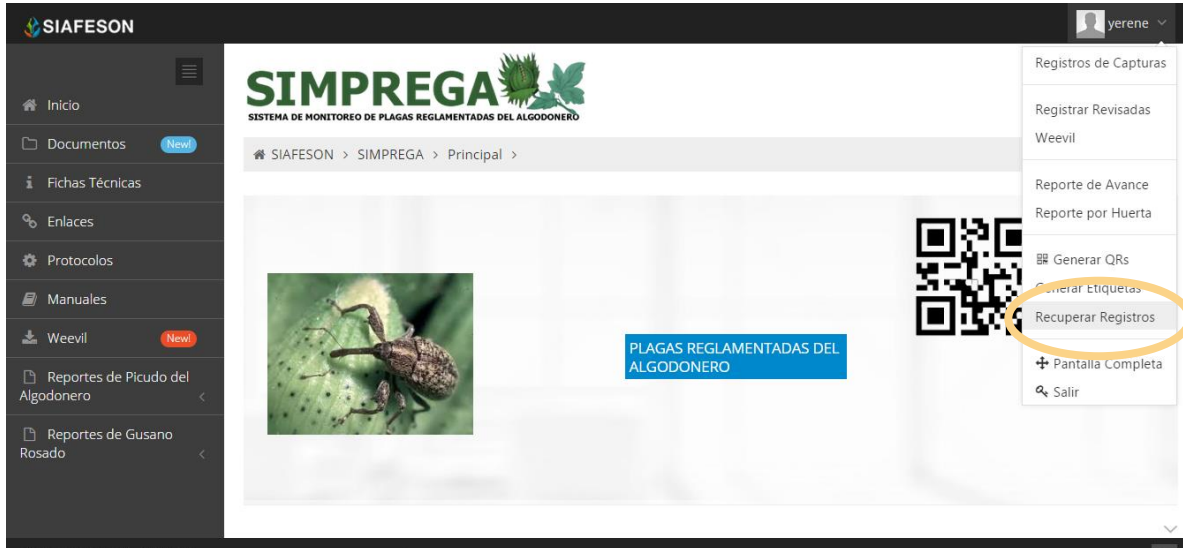 SIAFESON
yerene
Inicio
Documentos New!
Fichas Técnicas
Enlaces
Protocolos
Manuales
Weevil New!
Reportes de Picudo del
Algodonero
Reportes de Gusano
Rosado
SIMPREGA
SISTEMA DE MONITOREO DE PLAGAS REGLAMENTADAS DEL ALGODONERO
SIAFESON > SIMPREGA > Principal >
PLAGAS REGLAMENTADAS DEL
ALGODONERO
Registros de Capturas
Registrar Revisadas
Weevil
Reporte de Avance
Reporte por Huerta
Generar QRs
Generar Etiquetas
Recuperar Registros
Pantalla Completa
Salir